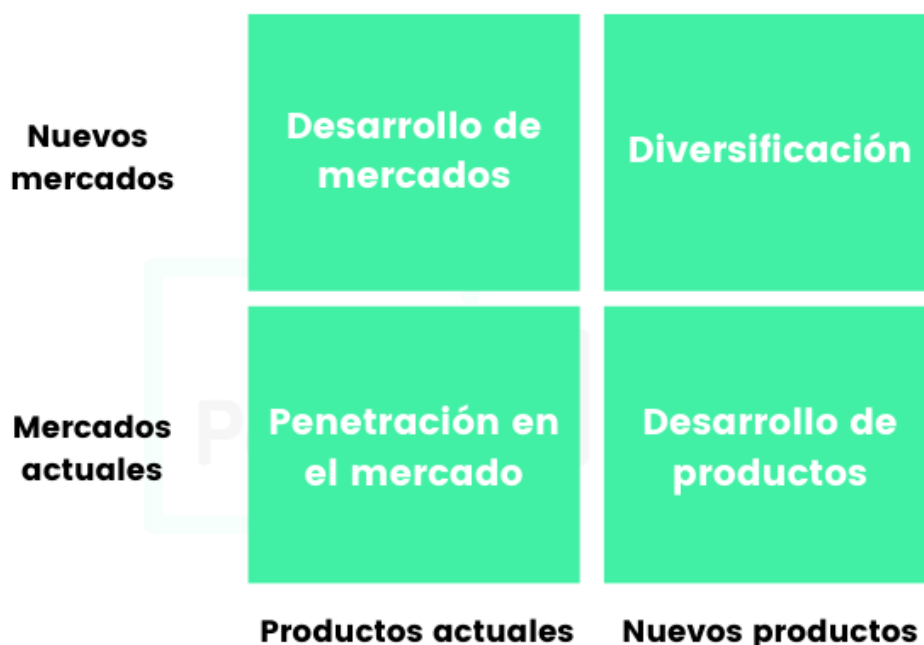 Nuevos
mercados
Desarrollo de
mercados
Diversificación
Mercados
actuales
Penetración en
el mercado
Desarrollo de
productos
Productos actuales
Nuevos productos